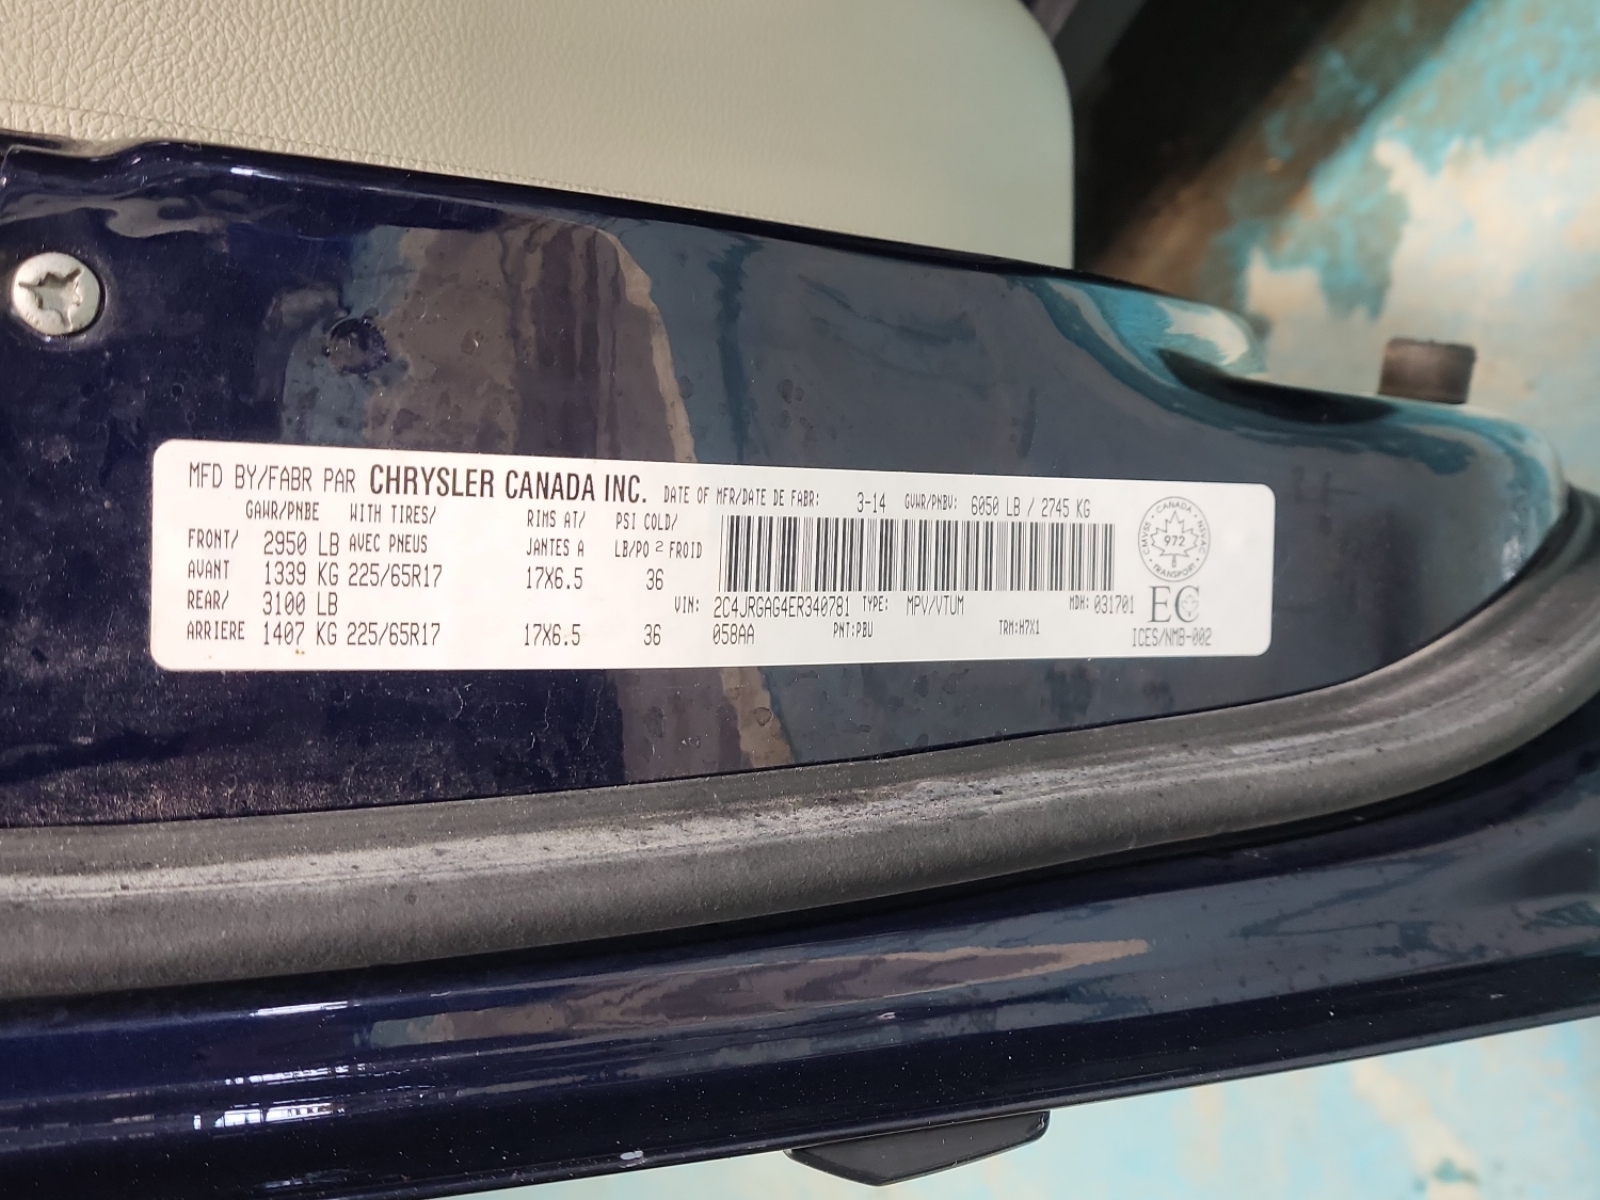 MFD BY/FABR PAR CHRYSLER CANADA INC. DATE OF MFR/DATE DE FABR: 3-14 GVWR/PNBV: 6050 LB / 2745 KG
GAWR/PNBE WITH TIRES/ RIMS AT/ PSI COLD/
FRONT/ 2950 LB AVEC PNEUS JANTES A LB/PO 2 FROID
AVANT 1339 KG 225/65R17 17X6.5 36
REAR/ 3100 LB VIN: 2C4JRGAG4ER340781 TYPE: MPV/VTUM MDH: 031701
ARRIERE 1407 KG 225/65R17 17X6.5 36 058AA PNT:PBU TRM:H7X1
CANADA
CMVSS
NSVAC
972
TRANSPORT
EC
ICES/NMB-002